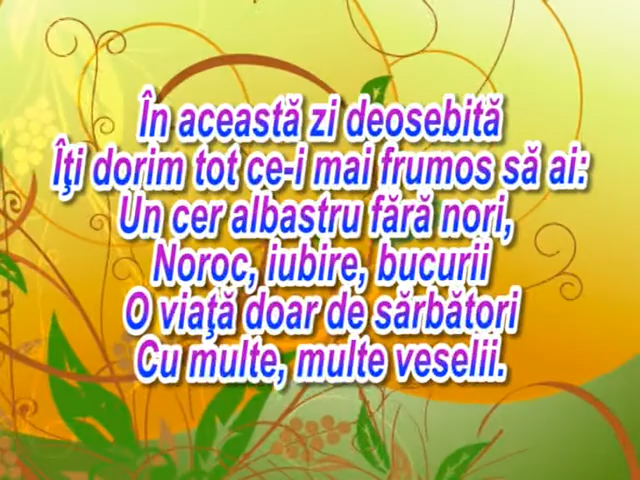 În această zi deosebită
Îţi dorim tot ce-i mai frumos să ai:
Un cer albastru fără nori,
Noroc, iubire, bucurii
O viaţă doar de sărbători
Cu multe, multe veselii.